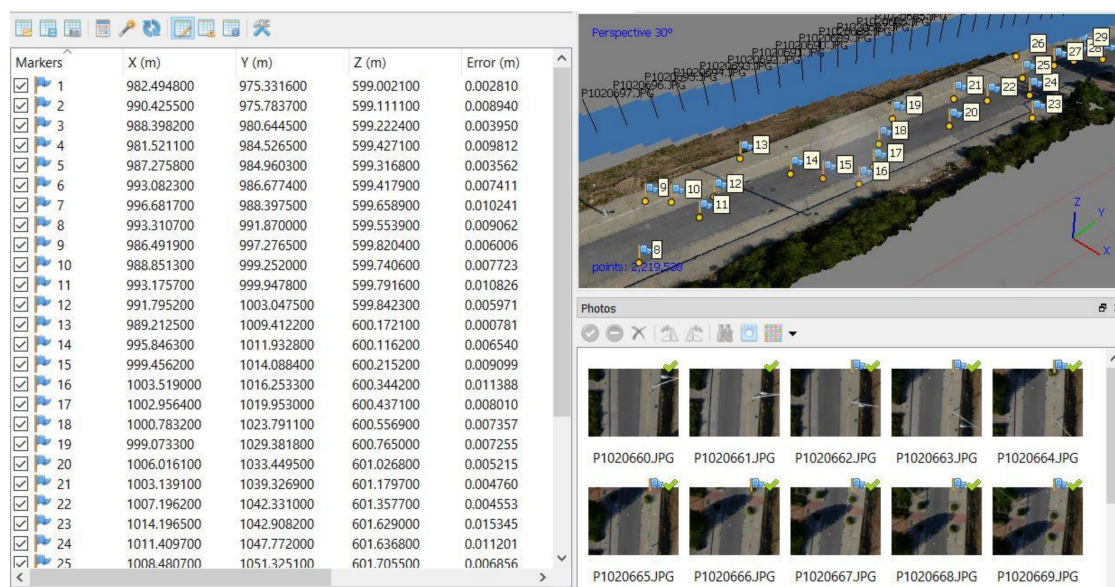 Markers X (m) Y (m) Z (m) Error (m)
1 982.494800 975.331600 599.002100 0.002810
2 990.425500 975.783700 599.111100 0.008940
3 988.398200 980.644500 599.222400 0.003950
4 981.521100 984.526500 599.427100 0.009812
5 987.275800 984.960300 599.316800 0.003562
6 993.082300 986.677400 599.417900 0.007411
7 996.681700 988.397500 599.658900 0.010241
8 993.310700 991.870000 599.553900 0.009062
9 986.491900 997.276500 599.820400 0.006006
10 988.851300 999.252000 599.740600 0.007723
11 993.175700 999.947800 599.791600 0.010826
12 991.795200 1003.047500 599.842300 0.005971
13 989.212500 1009.412200 600.172100 0.000781
14 995.846300 1011.932800 600.116200 0.006540
15 999.456200 1014.088400 600.215200 0.009099
16 1003.519000 1016.253300 600.344200 0.011388
17 1002.956400 1019.953000 600.437100 0.008010
18 1000.783200 1023.791100 600.556900 0.007357
19 999.073300 1029.381800 600.765000 0.007255
20 1006.016100 1033.449500 601.026800 0.005215
21 1003.139100 1039.326900 601.179700 0.004760
22 1007.196200 1042.331000 601.357700 0.004553
23 1014.196500 1042.908200 601.629000 0.015345
24 1011.409700 1047.772000 601.636800 0.011201
25 1008.480700 1051.325100 601.705500 0.006856
Perspective 30°
P1020691.JPG
P1020693.JPG
P1020694.JPG
P1020696.JPG
P1020697.JPG
26
27
28
29
25
24
23
22
21
20
19
18
17
16
15
14
13
12
11
10
9
8
Z
Y
X
points: 2,219,538
Photos
P1020660.JPG P1020661.JPG P1020662.JPG P1020663.JPG P1020664.JPG
P1020665.JPG P1020666.JPG P1020667.JPG P1020668.JPG P1020669.JPG